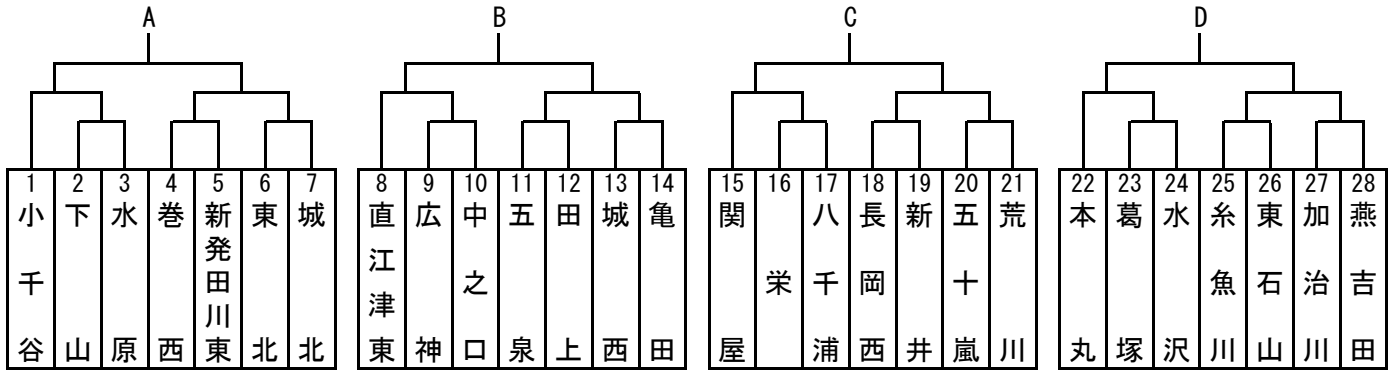 A
B
C
D
1 小千谷
2 下山
3 水原
4 巻西
5 新発田川東
6 東北
7 城北
8 直江津東
9 広神
10 中之口
11 五泉
12 田上
13 城西
14 亀田
15 関屋
16 栄
17 八千浦
18 長岡西
19 新井
20 五十嵐
21 荒川
22 本丸
23 葛塚
24 水沢
25 糸魚川
26 東石山
27 加治川
28 燕吉田